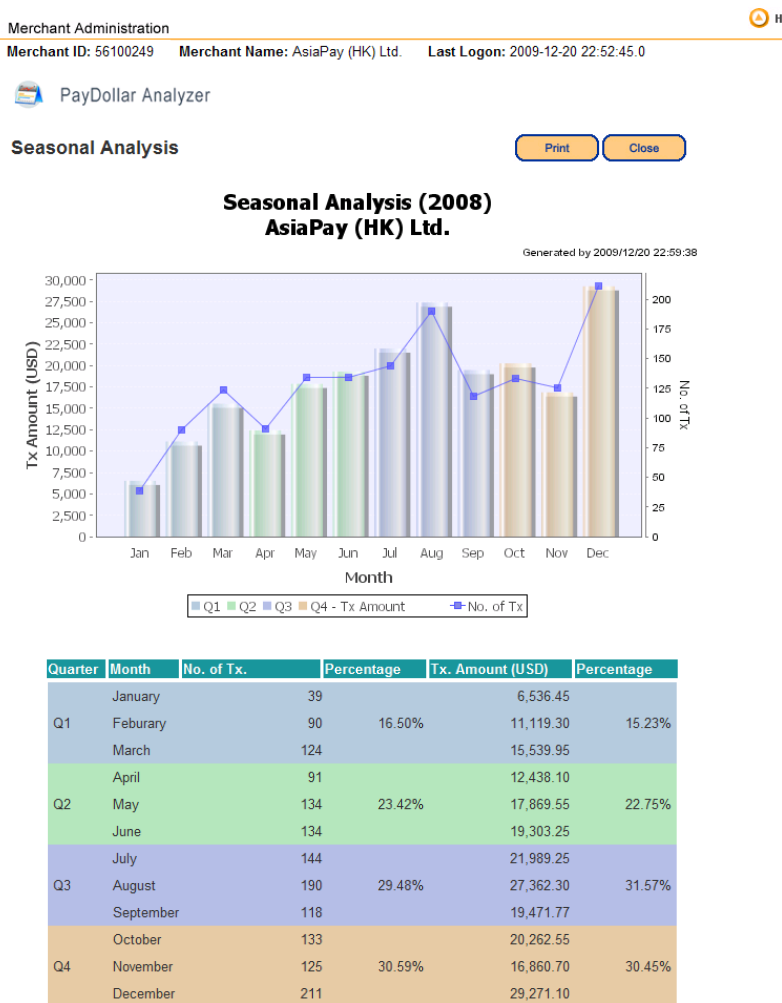 H
Merchant Administration
Merchant ID: 56100249 Merchant Name: AsiaPay (HK) Ltd. Last Logon: 2009-12-20 22:52:45.0
PayDollar Analyzer
Seasonal Analysis Print Close
Seasonal Analysis (2008)
AsiaPay (HK) Ltd.
Generated by 2009/12/20 22:59:38
Tx Amount (USD)
30,000
27,500
25,000
22,500
20,000
17,500
15,000
12,500
10,000
7,500
5,000
2,500
0
200
175
150
125
100
75
50
25
0
No. of Tx
Jan Feb Mar Apr May Jun Jul Aug Sep Oct Nov Dec
Month
Q1 Q2 Q3 Q4 - Tx Amount No. of Tx
Quarter Month No. of Tx. Percentage Tx. Amount (USD) Percentage
January 39 6,536.45
Q1 Feburary 90 16.50% 11,119.30 15.23%
March 124 15,539.95
April 91 12,438.10
Q2 May 134 23.42% 17,869.55 22.75%
June 134 19,303.25
July 144 21,989.25
Q3 August 190 29.48% 27,362.30 31.57%
September 118 19,471.77
October 133 20,262.55
Q4 November 125 30.59% 16,860.70 30.45%
December 211 29,271.10